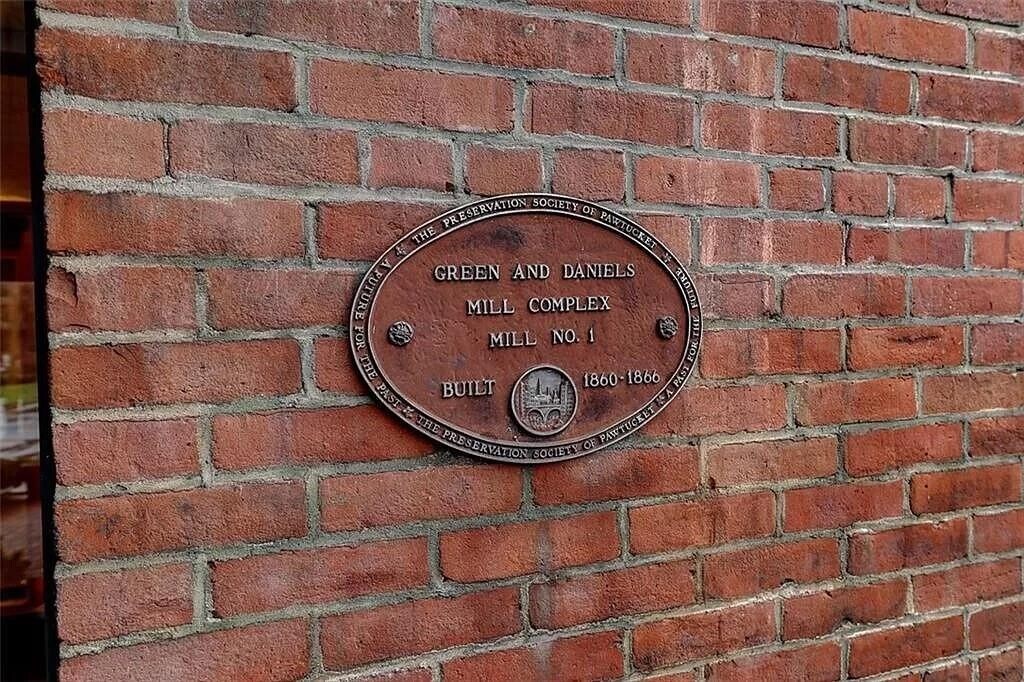 THE PRESERVATION SOCIETY OF PAWTUCKET
A PAST FOR THE FUTURE
THE PRESERVATION SOCIETY OF PAWTUCKET
A FUTURE FOR THE PAST
GREEN AND DANIELS
MILL COMPLEX
MILL NO. 1
BUILT 1860-1866